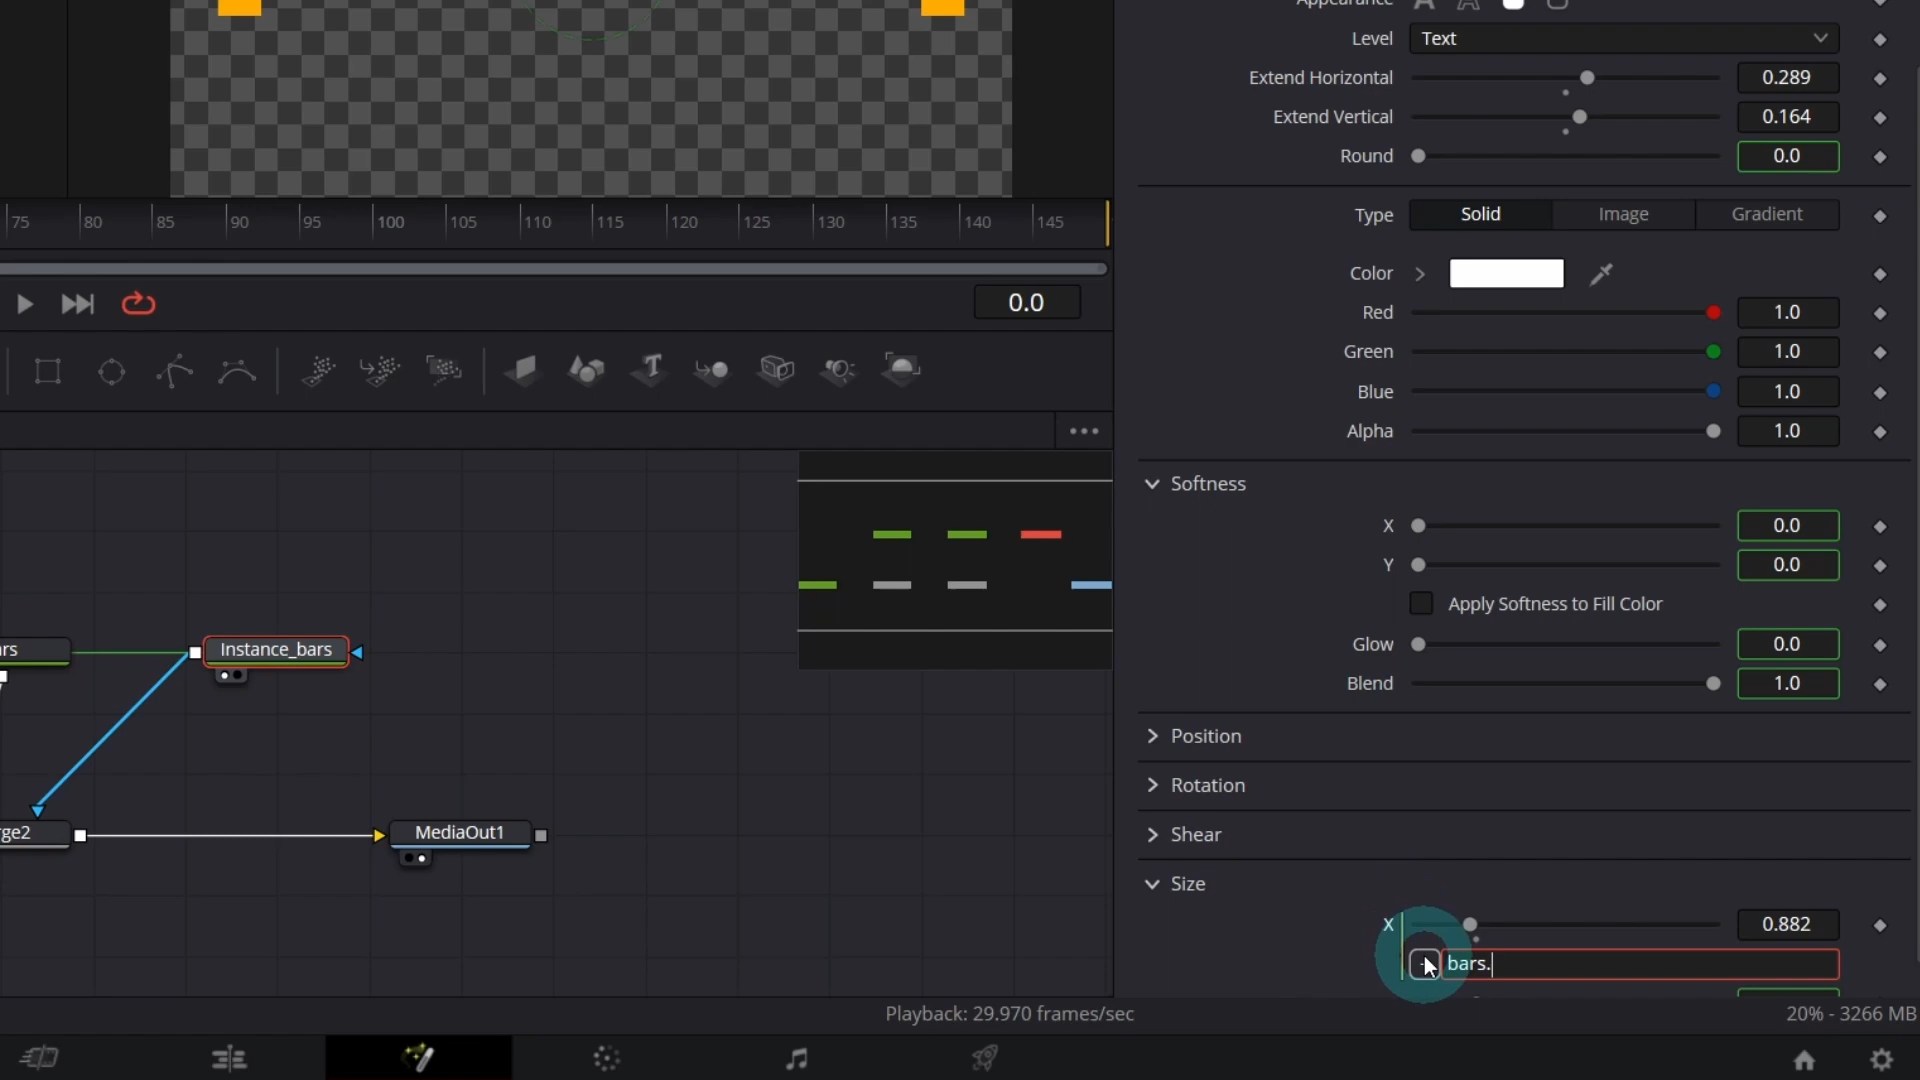 Appearance
Level Text
Extend Horizontal 0.289
Extend Vertical 0.164
Round 0.0
75 80 85 90 95 100 105 110 115 120 125 130 135 140 145
Type Solid Image Gradient
Color
0.0
Red 1.0
Green 1.0
Blue 1.0
Alpha 1.0
Softness
X 0.0
Y 0.0
Apply Softness to Fill Color
Glow 0.0
Blend 1.0
rs Instance_bars
Position
Rotation
rge2 MediaOut1
Shear
Size
X 0.882
bars.
Playback: 29.970 frames/sec
20% - 3266 MB